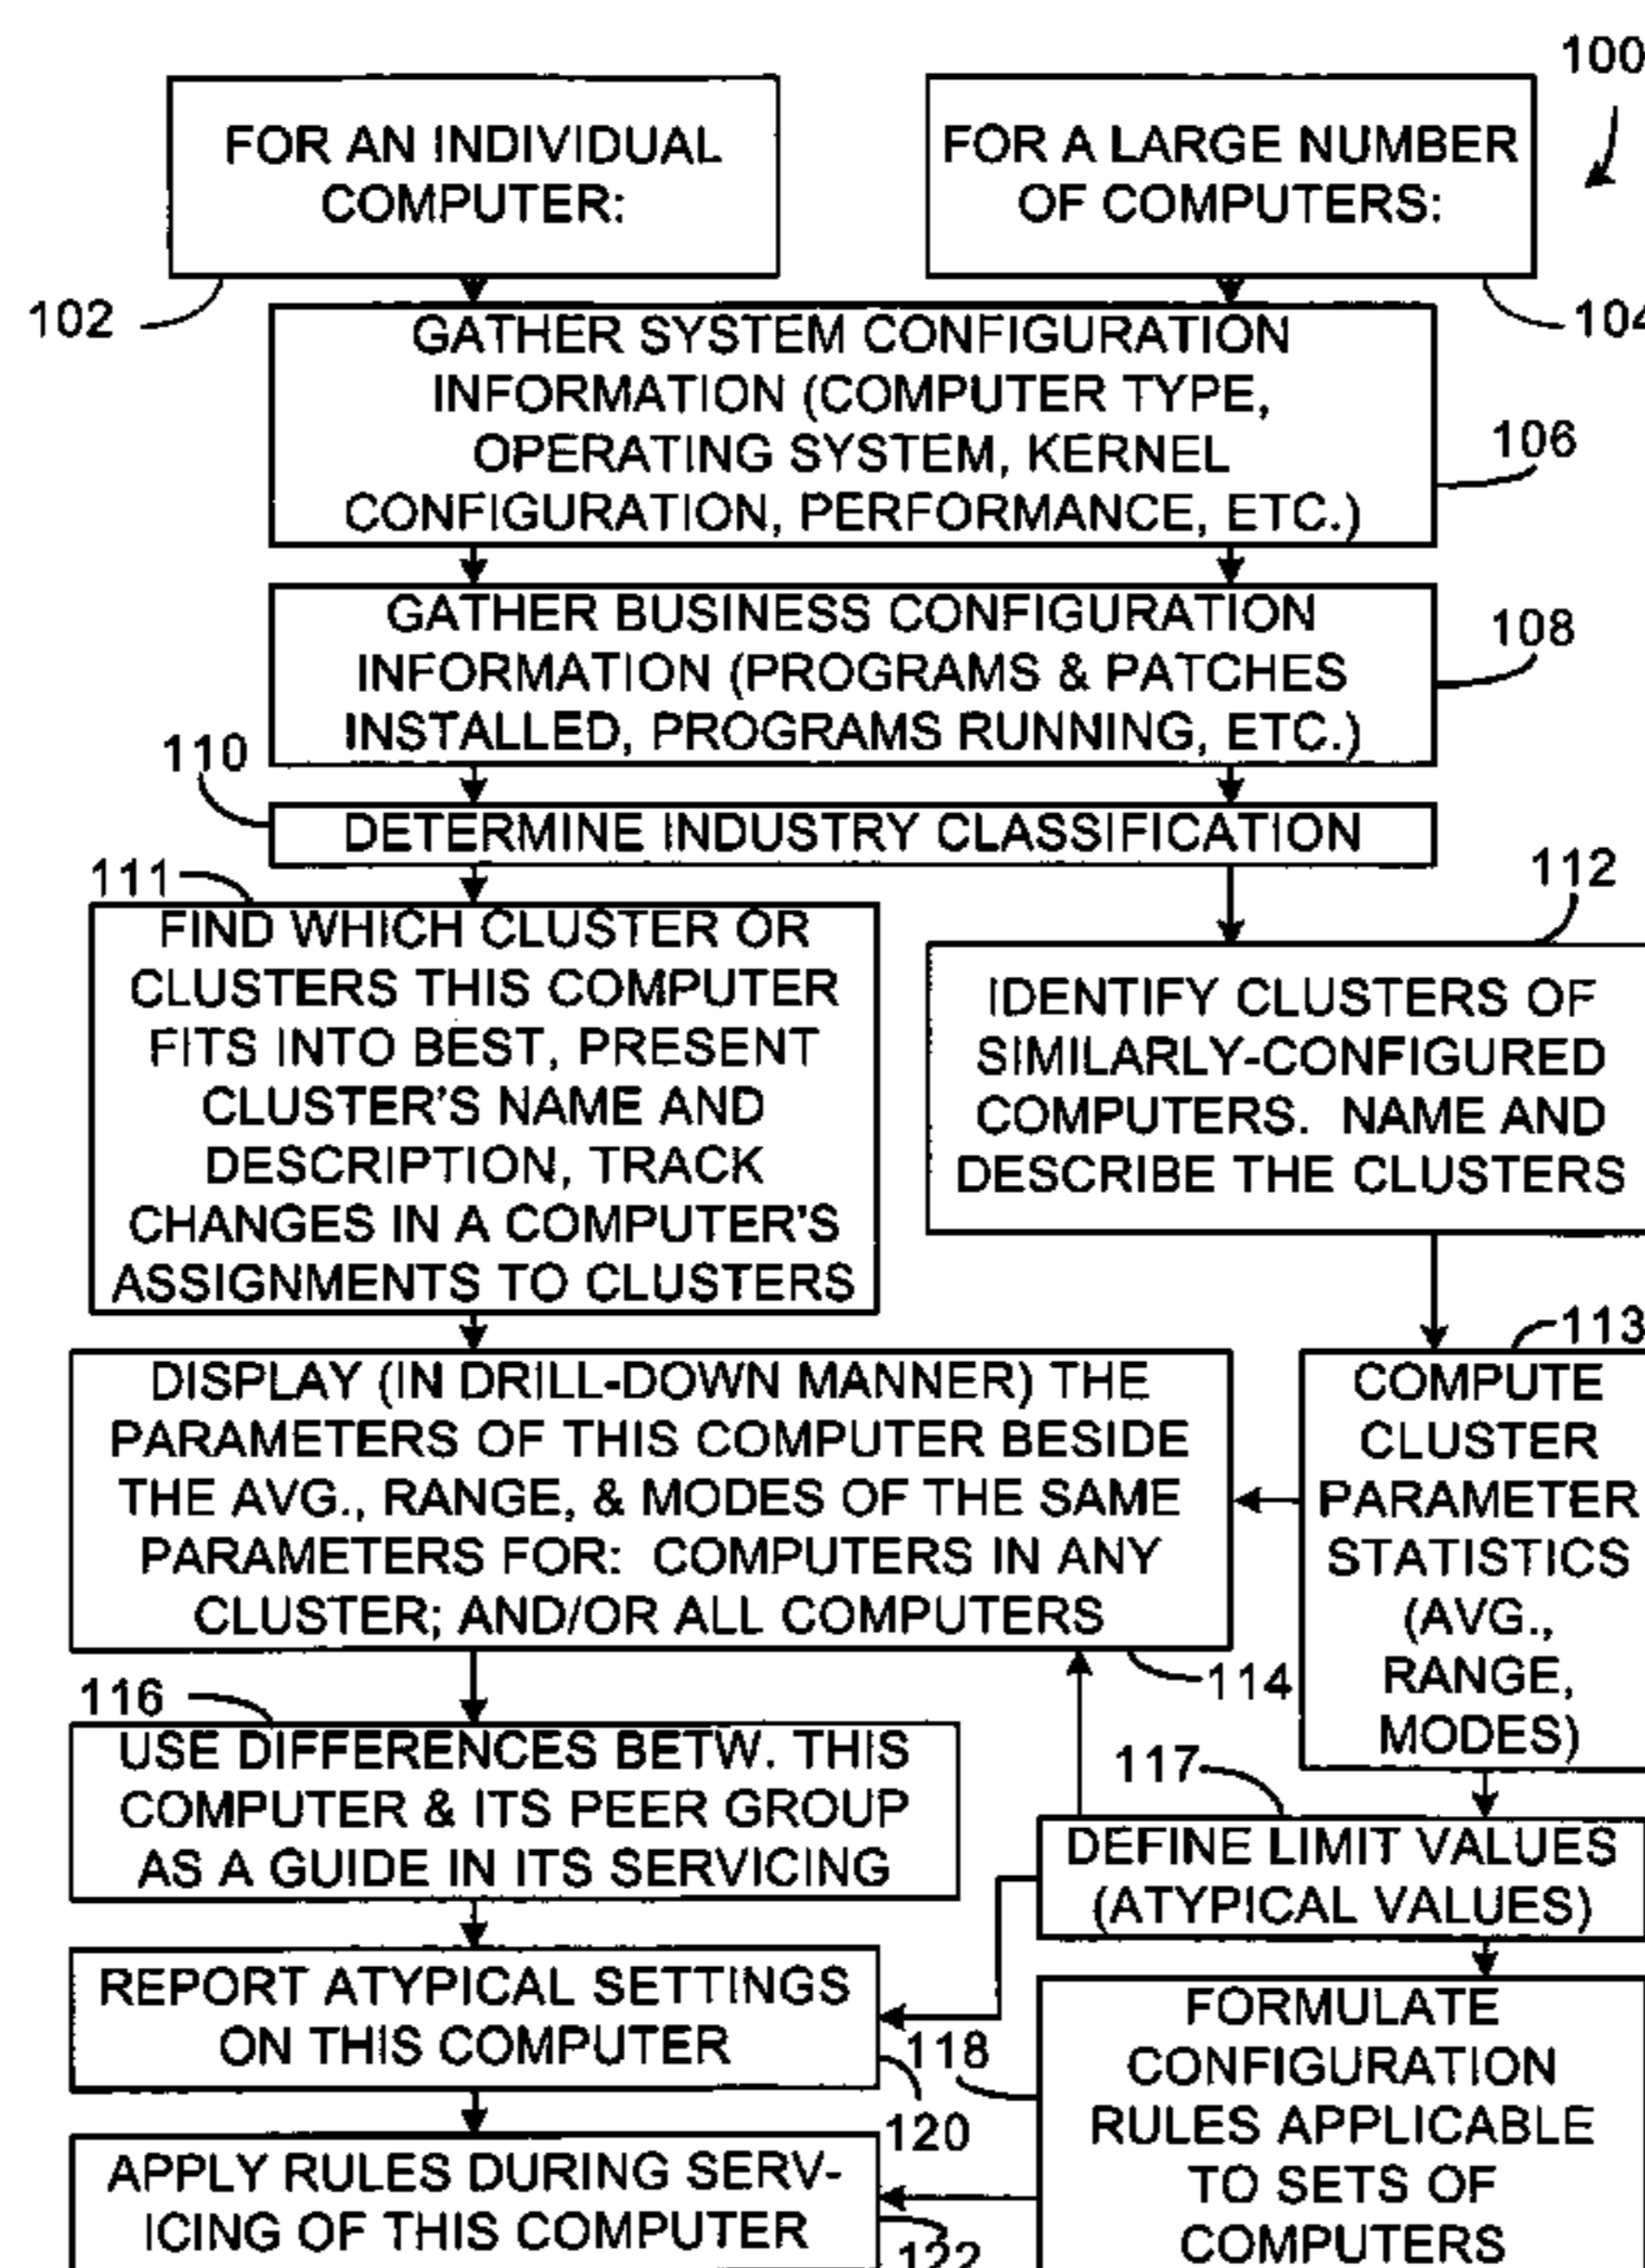 100
FOR AN INDIVIDUAL
COMPUTER:
FOR A LARGE NUMBER
OF COMPUTERS:
102
104
GATHER SYSTEM CONFIGURATION
INFORMATION (COMPUTER TYPE,
OPERATING SYSTEM, KERNEL
CONFIGURATION, PERFORMANCE, ETC.)
106
GATHER BUSINESS CONFIGURATION
INFORMATION (PROGRAMS & PATCHES
INSTALLED, PROGRAMS RUNNING, ETC.)
108
110
DETERMINE INDUSTRY CLASSIFICATION
111
FIND WHICH CLUSTER OR
CLUSTERS THIS COMPUTER
FITS INTO BEST, PRESENT
CLUSTER'S NAME AND
DESCRIPTION, TRACK
CHANGES IN A COMPUTER'S
ASSIGNMENTS TO CLUSTERS
112
IDENTIFY CLUSTERS OF
SIMILARLY-CONFIGURED
COMPUTERS. NAME AND
DESCRIBE THE CLUSTERS
113
DISPLAY (IN DRILL-DOWN MANNER) THE
PARAMETERS OF THIS COMPUTER BESIDE
THE AVG., RANGE, & MODES OF THE SAME
PARAMETERS FOR: COMPUTERS IN ANY
CLUSTER; AND/OR ALL COMPUTERS
114
COMPUTE
CLUSTER
PARAMETER
STATISTICS
(AVG.,
RANGE,
MODES)
116
USE DIFFERENCES BETW. THIS
COMPUTER & ITS PEER GROUP
AS A GUIDE IN ITS SERVICING
117
DEFINE LIMIT VALUES
(ATYPICAL VALUES)
REPORT ATYPICAL SETTINGS
ON THIS COMPUTER
120
118
FORMULATE
CONFIGURATION
RULES APPLICABLE
TO SETS OF
COMPUTERS
APPLY RULES DURING SERV-
ICING OF THIS COMPUTER
122